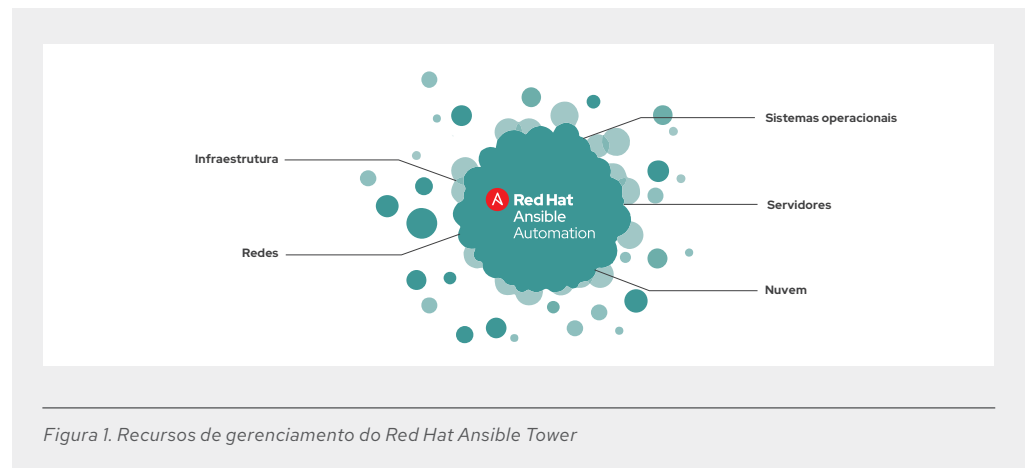 Sistemas operacionais
Infraestrutura
Red Hat
Ansible
Automation
Servidores
Redes
Nuvem
Figura 1. Recursos de gerenciamento do Red Hat Ansible Tower